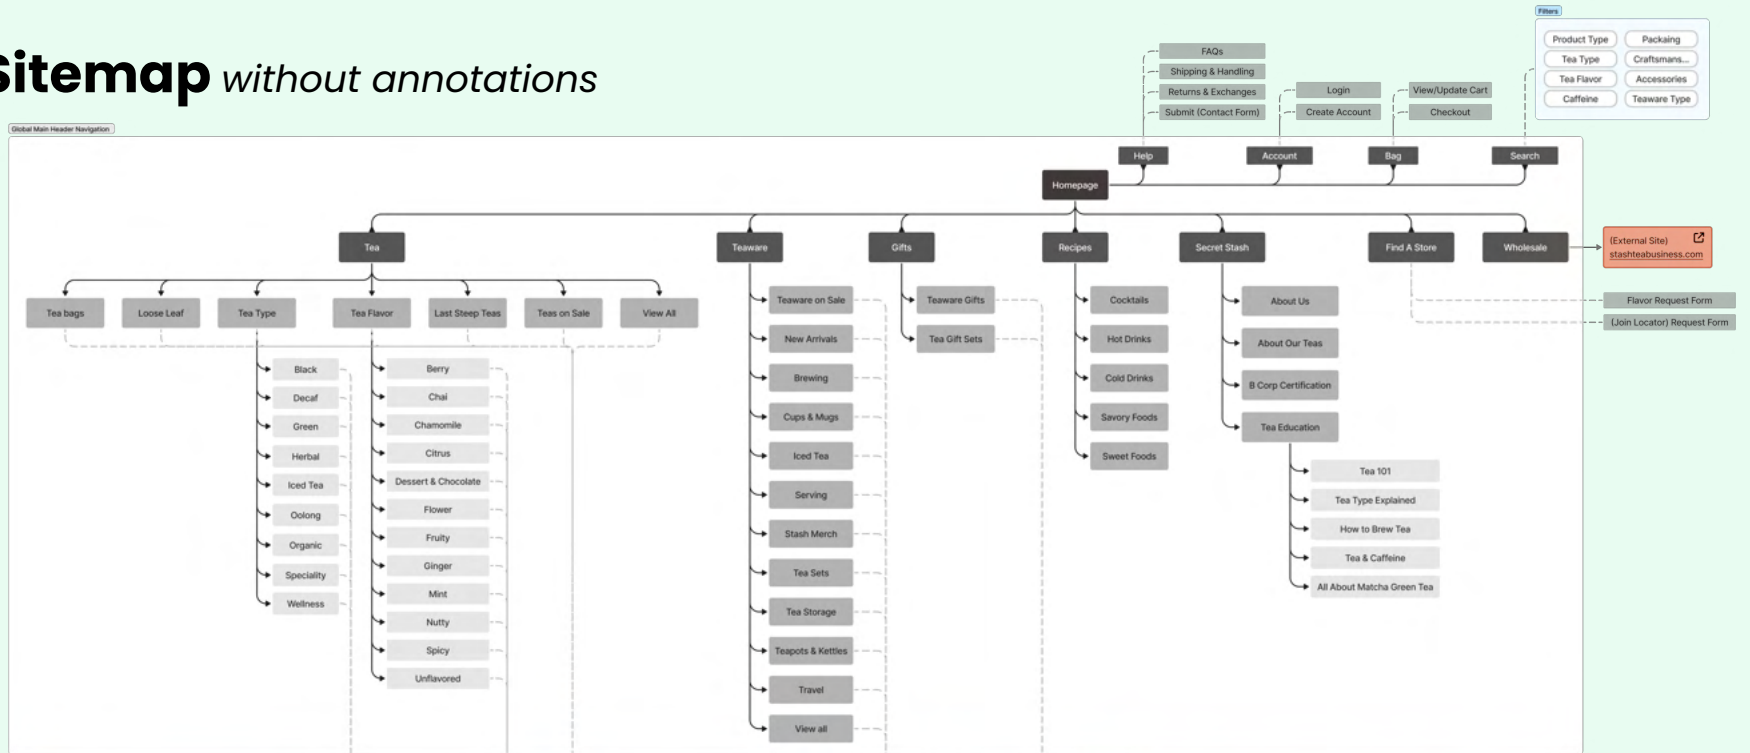 Sitemap without annotations
Global Main Header Navigation
Filters
Product Type
Packaing
Tea Type
Craftsmans...
Tea Flavor
Accessories
Caffeine
Teaware Type
FAQs
Shipping & Handling
Returns & Exchanges
Submit (Contact Form)
Login
Create Account
View/Update Cart
Checkout
Help
Account
Bag
Search
Homepage
Tea
Teaware
Gifts
Recipes
Secret Stash
Find A Store
Wholesale
(External Site)
stashteabusiness.com
Flavor Request Form
(Join Locator) Request Form
Tea bags
Loose Leaf
Tea Type
Tea Flavor
Last Steep Teas
Teas on Sale
View All
Black
Decaf
Green
Herbal
Iced Tea
Oolong
Organic
Speciality
Wellness
Berry
Chai
Chamomile
Citrus
Dessert & Chocolate
Flower
Fruity
Ginger
Mint
Nutty
Spicy
Unflavored
Teaware on Sale
New Arrivals
Brewing
Cups & Mugs
Iced Tea
Serving
Stash Merch
Tea Sets
Tea Storage
Teapots & Kettles
Travel
View all
Teaware Gifts
Tea Gift Sets
Cocktails
Hot Drinks
Cold Drinks
Savory Foods
Sweet Foods
About Us
About Our Teas
B Corp Certification
Tea Education
Tea 101
Tea Type Explained
How to Brew Tea
Tea & Caffeine
All About Matcha Green Tea